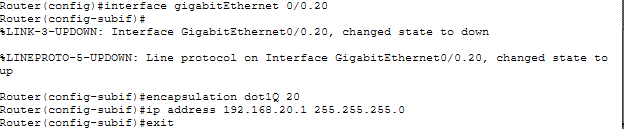 Router(config)#interface gigabitEthernet 0/0.20
Router(config-subif)#
%LINK-3-UPDOWN: Interface GigabitEthernet0/0.20, changed state to down
%LINEPROTO-5-UPDOWN: Line protocol on Interface GigabitEthernet0/0.20, changed state to
up
Router(config-subif)#encapsulation dot1Q 20
Router(config-subif)#ip address 192.168.20.1 255.255.255.0
Router(config-subif)#exit